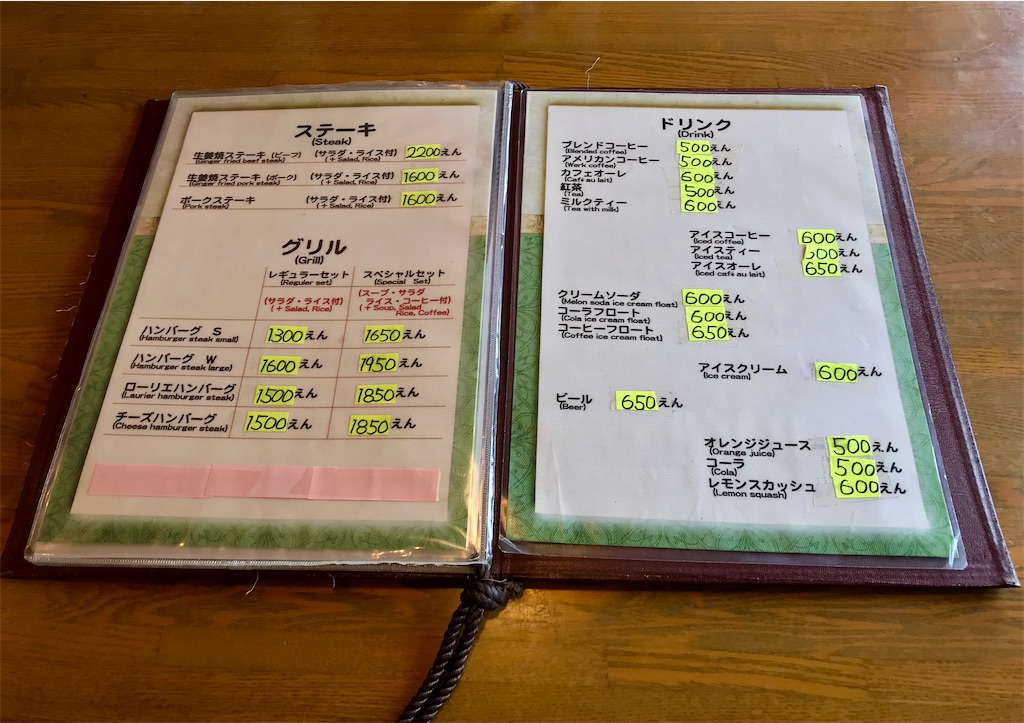 ステーキ
(Steak)
生姜焼ステーキ (ビーフ) (サラダ・ライス付) 2200えん
(Ginger fried beef steak) (+Salad, Rice)
生姜焼ステーキ (ポーク) (サラダ・ライス付) 1600えん
(Ginger fried pork steak) (+Salad, Rice)
ポークステーキ (サラダ・ライス付) 1600えん
(Pork steak) (+Salad, Rice)
グリル
(Grill)
レギュラーセット スペシャルセット
(Reguler set) (Special Set)
(サラダ・ライス付) (スープ・サラダ
(+Salad, Rice) ライス・コーヒー付)
(+Soup, Salad
Rice, Coffee)
ハンバーグ S 1300えん 1650えん
(Hamburger steak small)
ハンバーグ W 1600えん 1950えん
(Hamburger steak large)
ローリエハンバーグ 1500えん 1850えん
(Laurier hamburger steak)
チーズハンバーグ 1500えん 1850えん
(Cheese hamburger steak)
ドリンク
(Drink)
ブレンドコーヒー 500えん
(Blended coffee)
アメリカンコーヒー 500えん
(Werk coffee)
カフェオーレ 600えん
(Café au lait)
紅茶 500えん
(Tea)
ミルクティー 600えん
(Tea with milk)
アイスコーヒー 600えん
(Iced coffee)
アイスティー えん
(Iced tea)
アイスオーレ 650えん
(Iced café au lait)
クリームソーダ 600えん
(Melon soda ice cream float)
コーラフロート 600えん
(Cola ice cream float)
コーヒーフロート 650えん
(Coffee ice cream float)
アイスクリーム 600えん
(Ice cream)
ビール 650えん
(Beer)
オレンジジュース 500えん
(Orange juice)
コーラ 500えん
(Cola)
レモンスカッシュ 600えん
(Lemon squash)